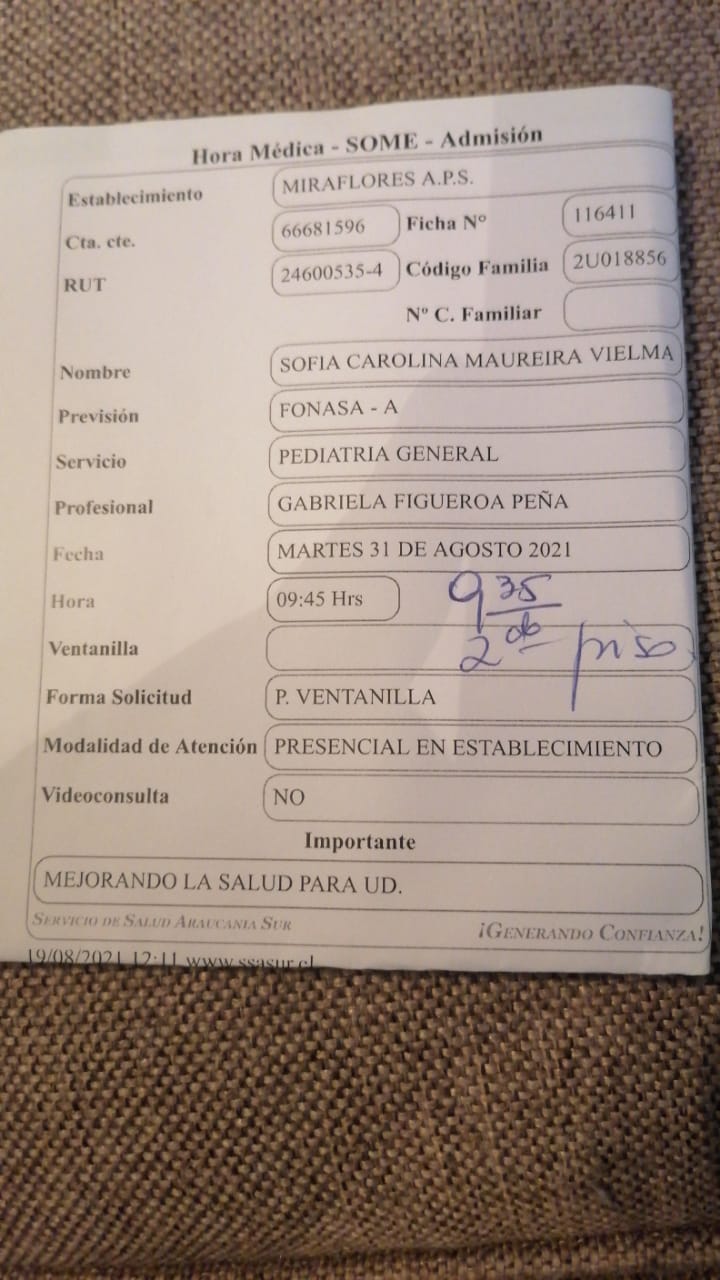 Hora Médica - SOME - Admisión
Establecimiento MIRAFLORES A.P.S.
Cta. cte. 66681596 Ficha Nº 116411
RUT 24600535-4 Código Familia 2U018856
Nº C. Familiar
Nombre SOFIA CAROLINA MAUREIRA VIELMA
Previsión FONASA - A
Servicio PEDIATRIA GENERAL
Profesional GABRIELA FIGUEROA PEÑA
Fecha MARTES 31 DE AGOSTO 2021
Hora 09:45 Hrs 9 35
Ventanilla 2 do piso
Forma Solicitud P. VENTANILLA
Modalidad de Atención PRESENCIAL EN ESTABLECIMIENTO
Videoconsulta NO
Importante
MEJORANDO LA SALUD PARA UD.
SERVICIO DE SALUD ARAUCANIA SUR ¡GENERANDO CONFIANZA!
19/08/2021 12:11 www.ssasur.cl